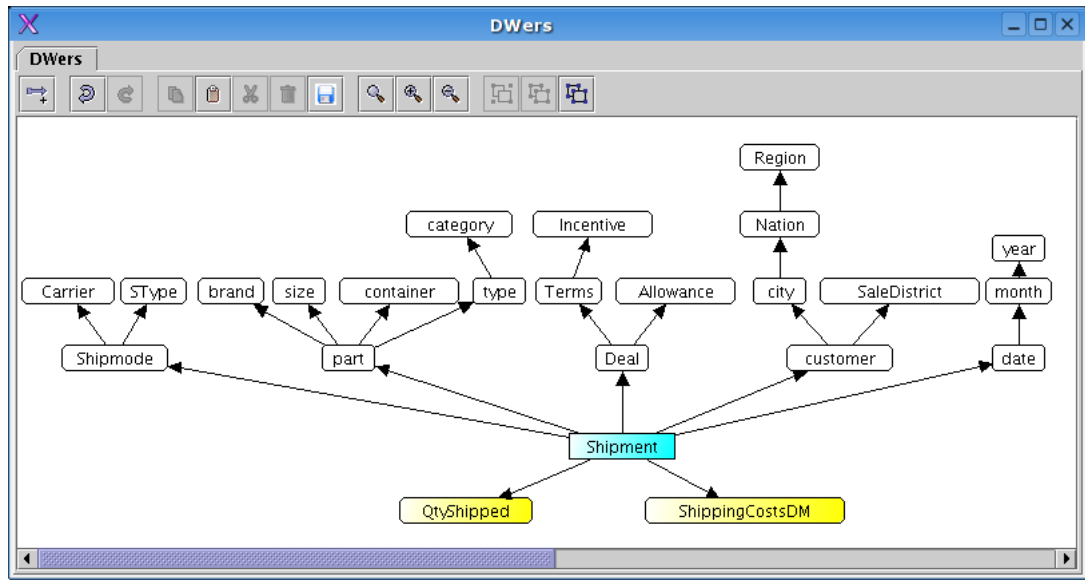 DWers
DWers
Region
category Incentive Nation
year
Carrier SType brand size container type Terms Allowance city SaleDistrict month
Shipmode part Deal customer date
Shipment
QtyShipped ShippingCostsDM